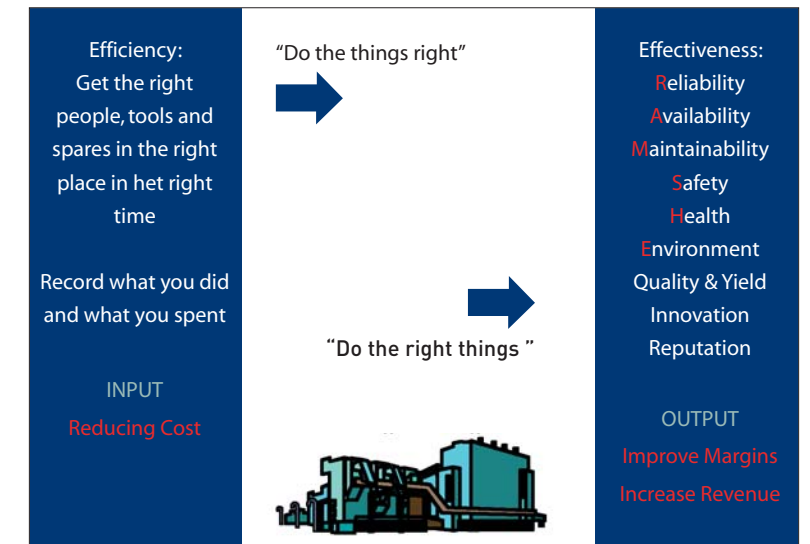 Efficiency:
Get the right
people, tools and
spares in the right
place in het right
time
Record what you did
and what you spent
INPUT
Reducing Cost
“Do the things right”
“Do the right things ”
Effectiveness:
Reliability
Availability
Maintainability
Safety
Health
Environment
Quality & Yield
Innovation
Reputation
OUTPUT
Improve Margins
Increase Revenue